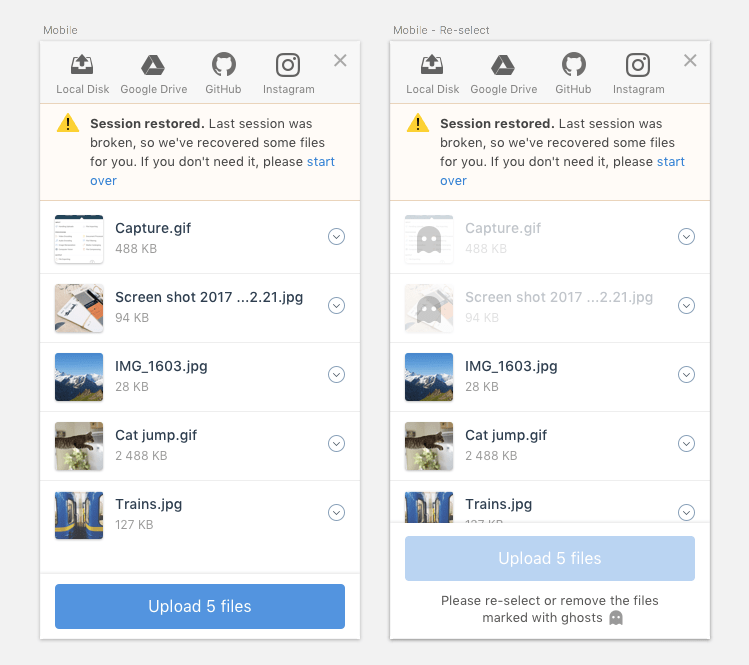 Mobile
Local Disk
Google Drive
GitHub
Instagram
Session restored. Last session was
broken, so we've recovered some files
for you. If you don't need it, please start
over
Capture.gif
488 KB
Screen shot 2017 ...2.21.jpg
94 KB
IMG_1603.jpg
28 KB
Cat jump.gif
2 488 KB
Trains.jpg
127 KB
Upload 5 files
Mobile - Re-select
Local Disk
Google Drive
GitHub
Instagram
Session restored. Last session was
broken, so we've recovered some files
for you. If you don't need it, please start
over
Capture.gif
488 KB
Screen shot 2017 ...2.21.jpg
94 KB
IMG_1603.jpg
28 KB
Cat jump.gif
2 488 KB
Trains.jpg
127 KB
Upload 5 files
Please re-select or remove the files
marked with ghosts